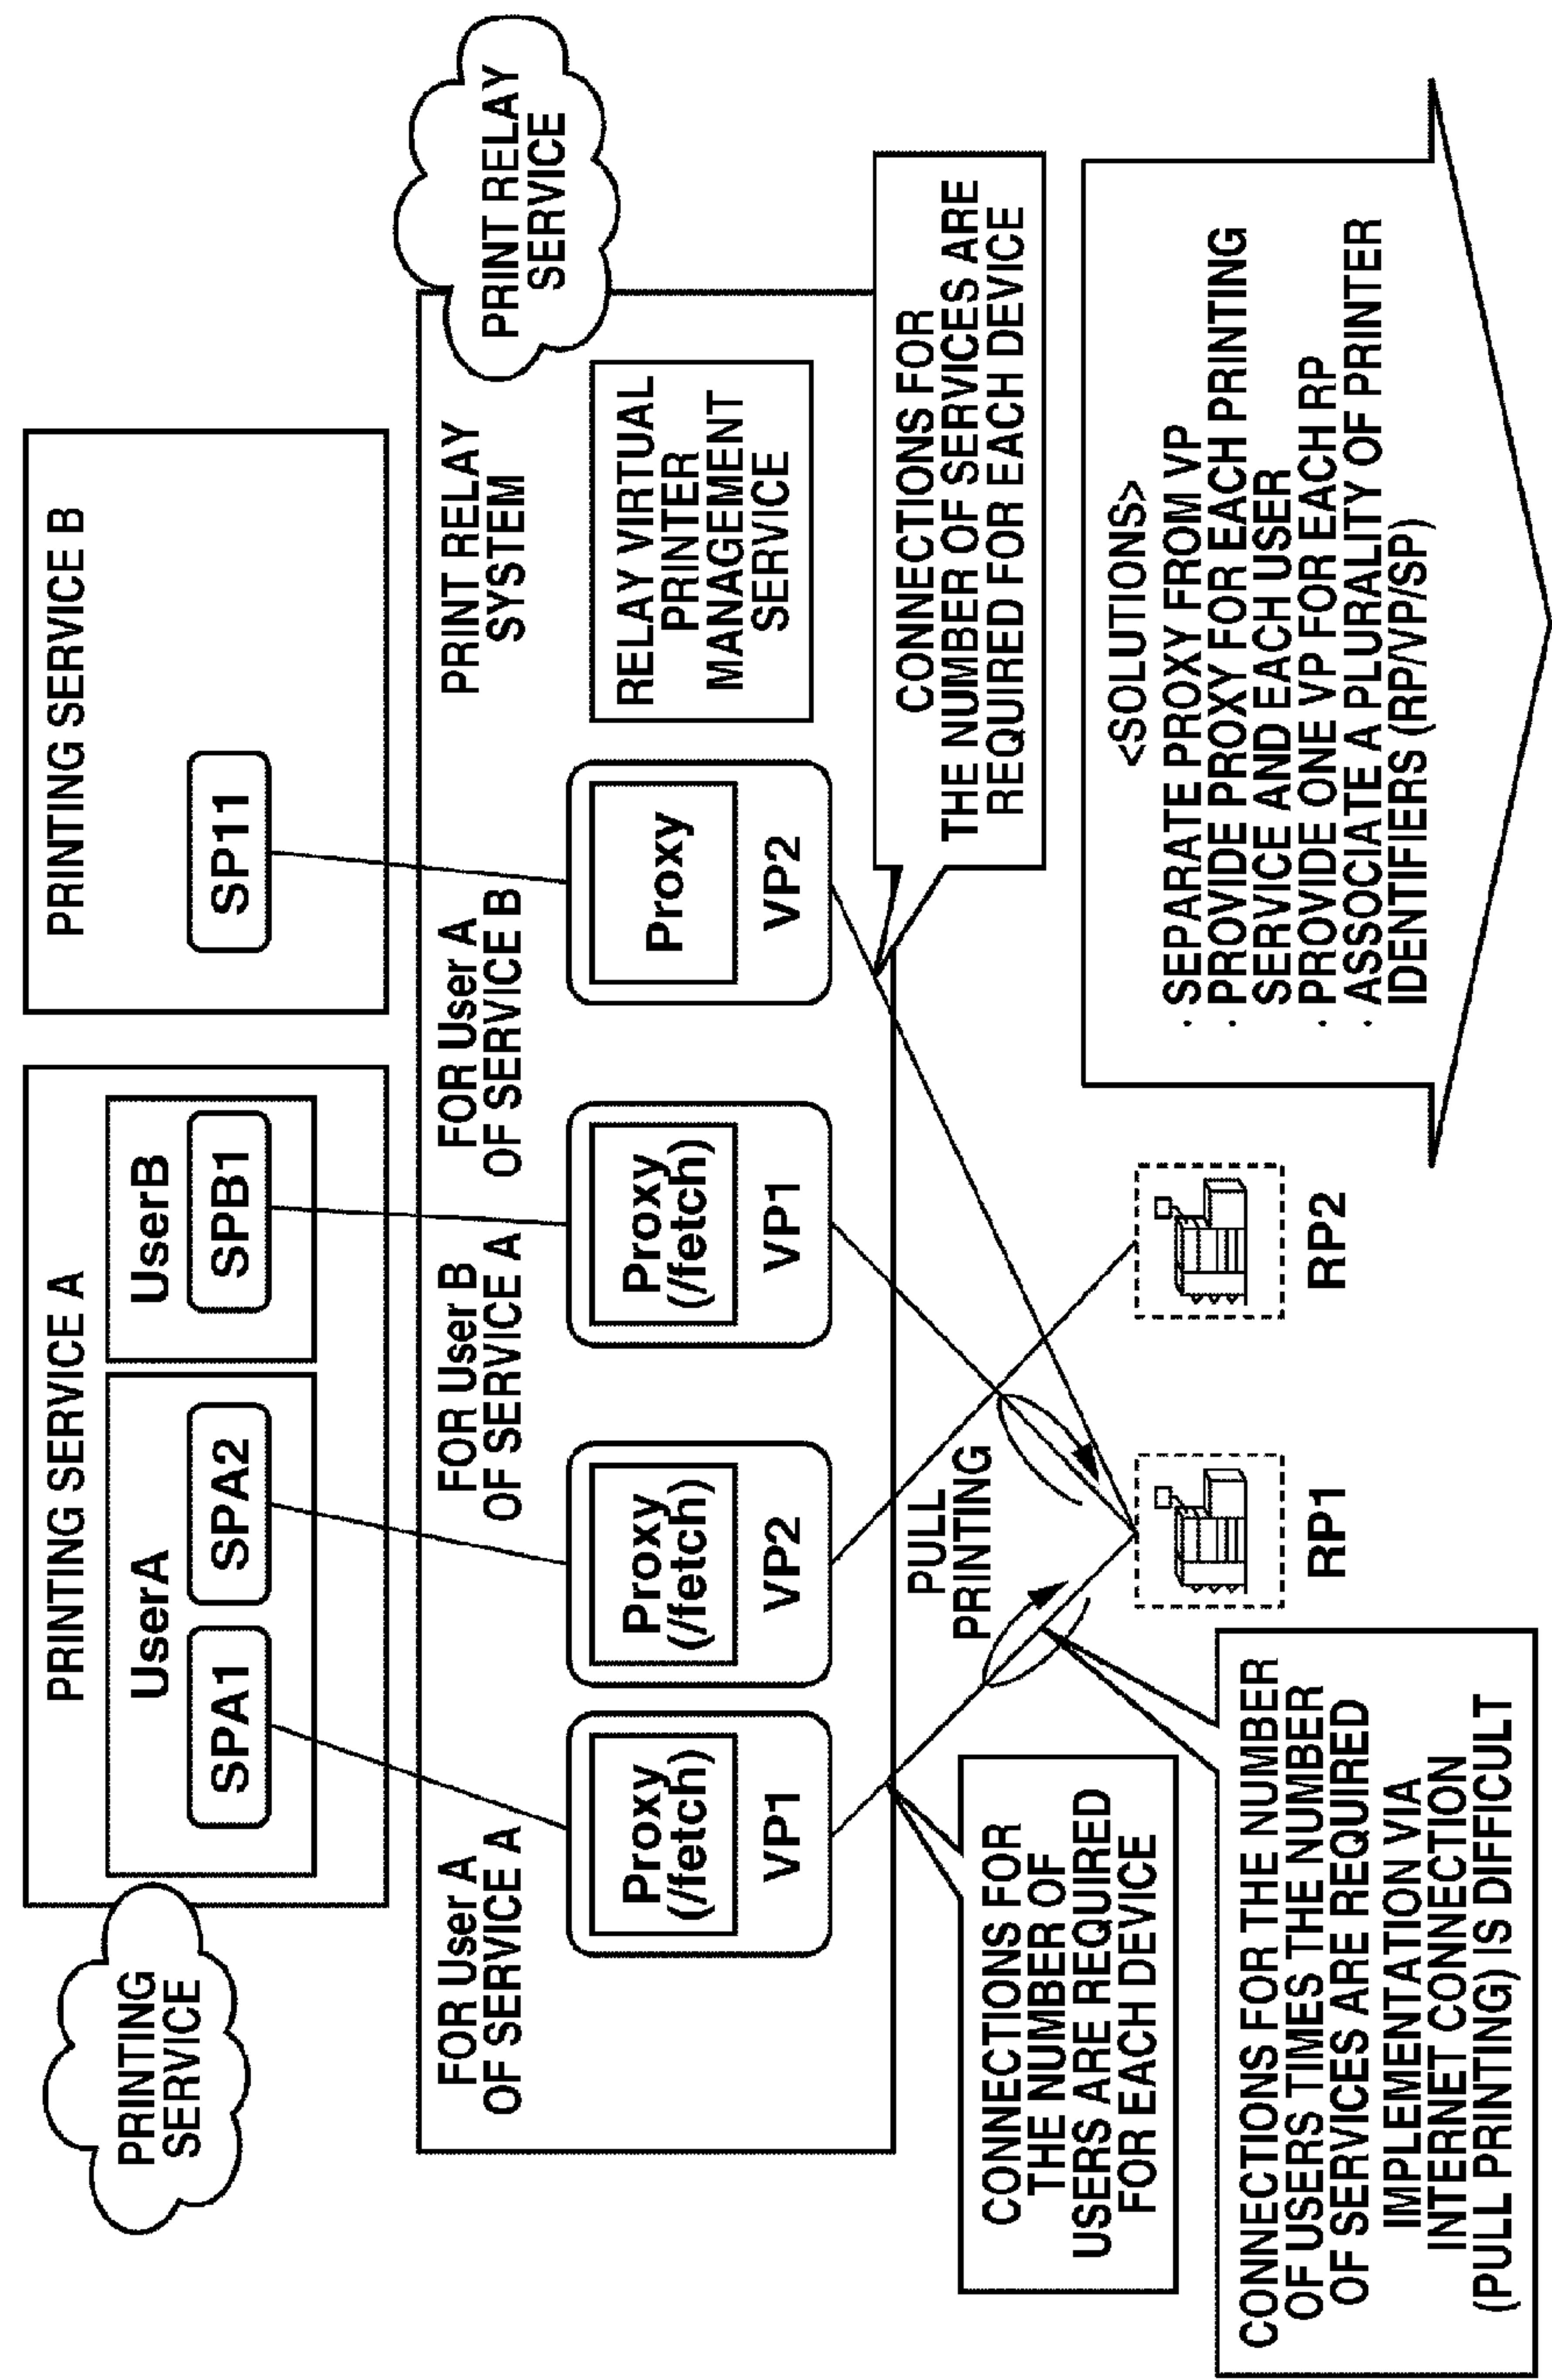 PRINTING
SERVICE
PRINTING SERVICE A
UserA
SPA1
SPA2
UserB
SPB1
PRINTING SERVICE B
SP11
PRINT RELAY
SERVICE
PRINT RELAY
SYSTEM
FOR User A
OF SERVICE A
FOR User B
OF SERVICE A
FOR User A
OF SERVICE B
Proxy
(/fetch)
VP1
Proxy
(/fetch)
VP2
Proxy
(/fetch)
VP1
Proxy
VP2
RELAY VIRTUAL
PRINTER
MANAGEMENT
SERVICE
CONNECTIONS FOR
THE NUMBER OF
USERS ARE REQUIRED
FOR EACH DEVICE
PULL
PRINTING
CONNECTIONS FOR
THE NUMBER OF SERVICES ARE
REQUIRED FOR EACH DEVICE
CONNECTIONS FOR THE NUMBER
OF USERS TIMES THE NUMBER
OF SERVICES ARE REQUIRED
IMPLEMENTATION VIA
INTERNET CONNECTION
(PULL PRINTING) IS DIFFICULT
RP1
RP2
<SOLUTIONS>
· SEPARATE PROXY FROM VP
· PROVIDE PROXY FOR EACH PRINTING
SERVICE AND EACH USER
· PROVIDE ONE VP FOR EACH RP
· ASSOCIATE A PLURALITY OF PRINTER
IDENTIFIERS (RP/VP/SP)